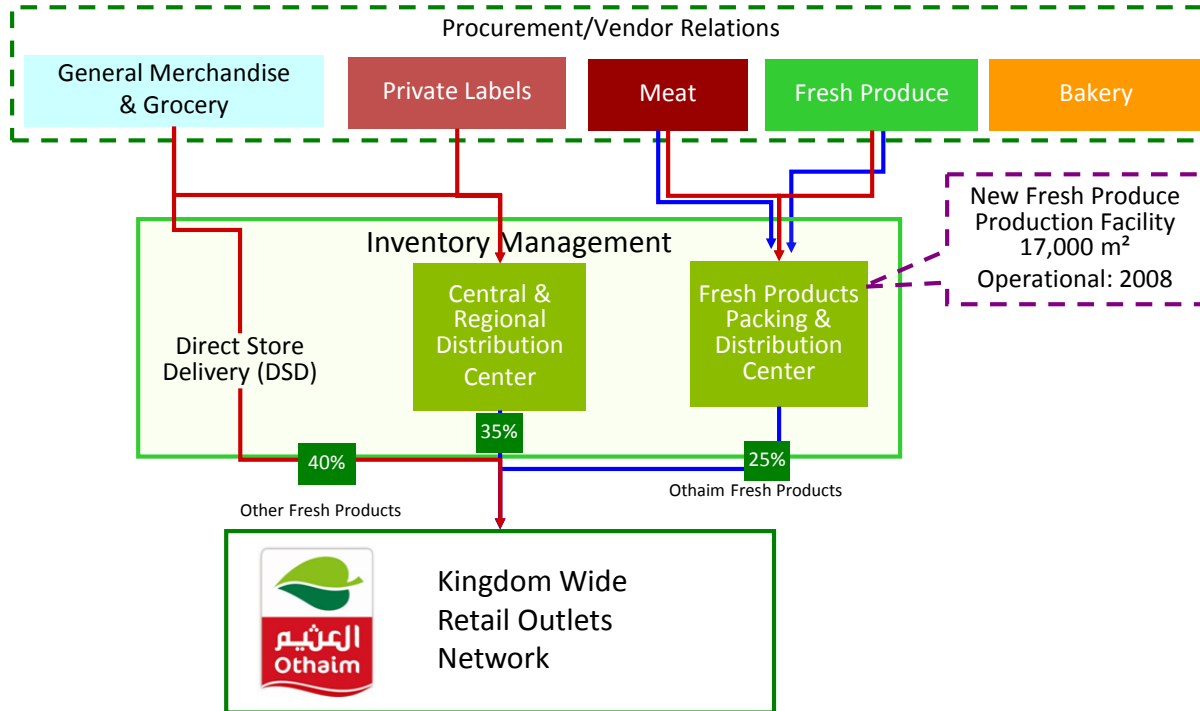 Procurement/Vendor Relations
General Merchandise
& Grocery
Private Labels
Meat
Fresh Produce
Bakery
New Fresh Produce
Production Facility
17,000 m²
Operational: 2008
Inventory Management
Central &
Regional
Distribution
Center
Fresh Products
Packing &
Distribution
Center
Direct Store
Delivery (DSD)
35%
40%
25%
Othaim Fresh Products
Other Fresh Products
Kingdom Wide
Retail Outlets
Network
العثيم
Othaim